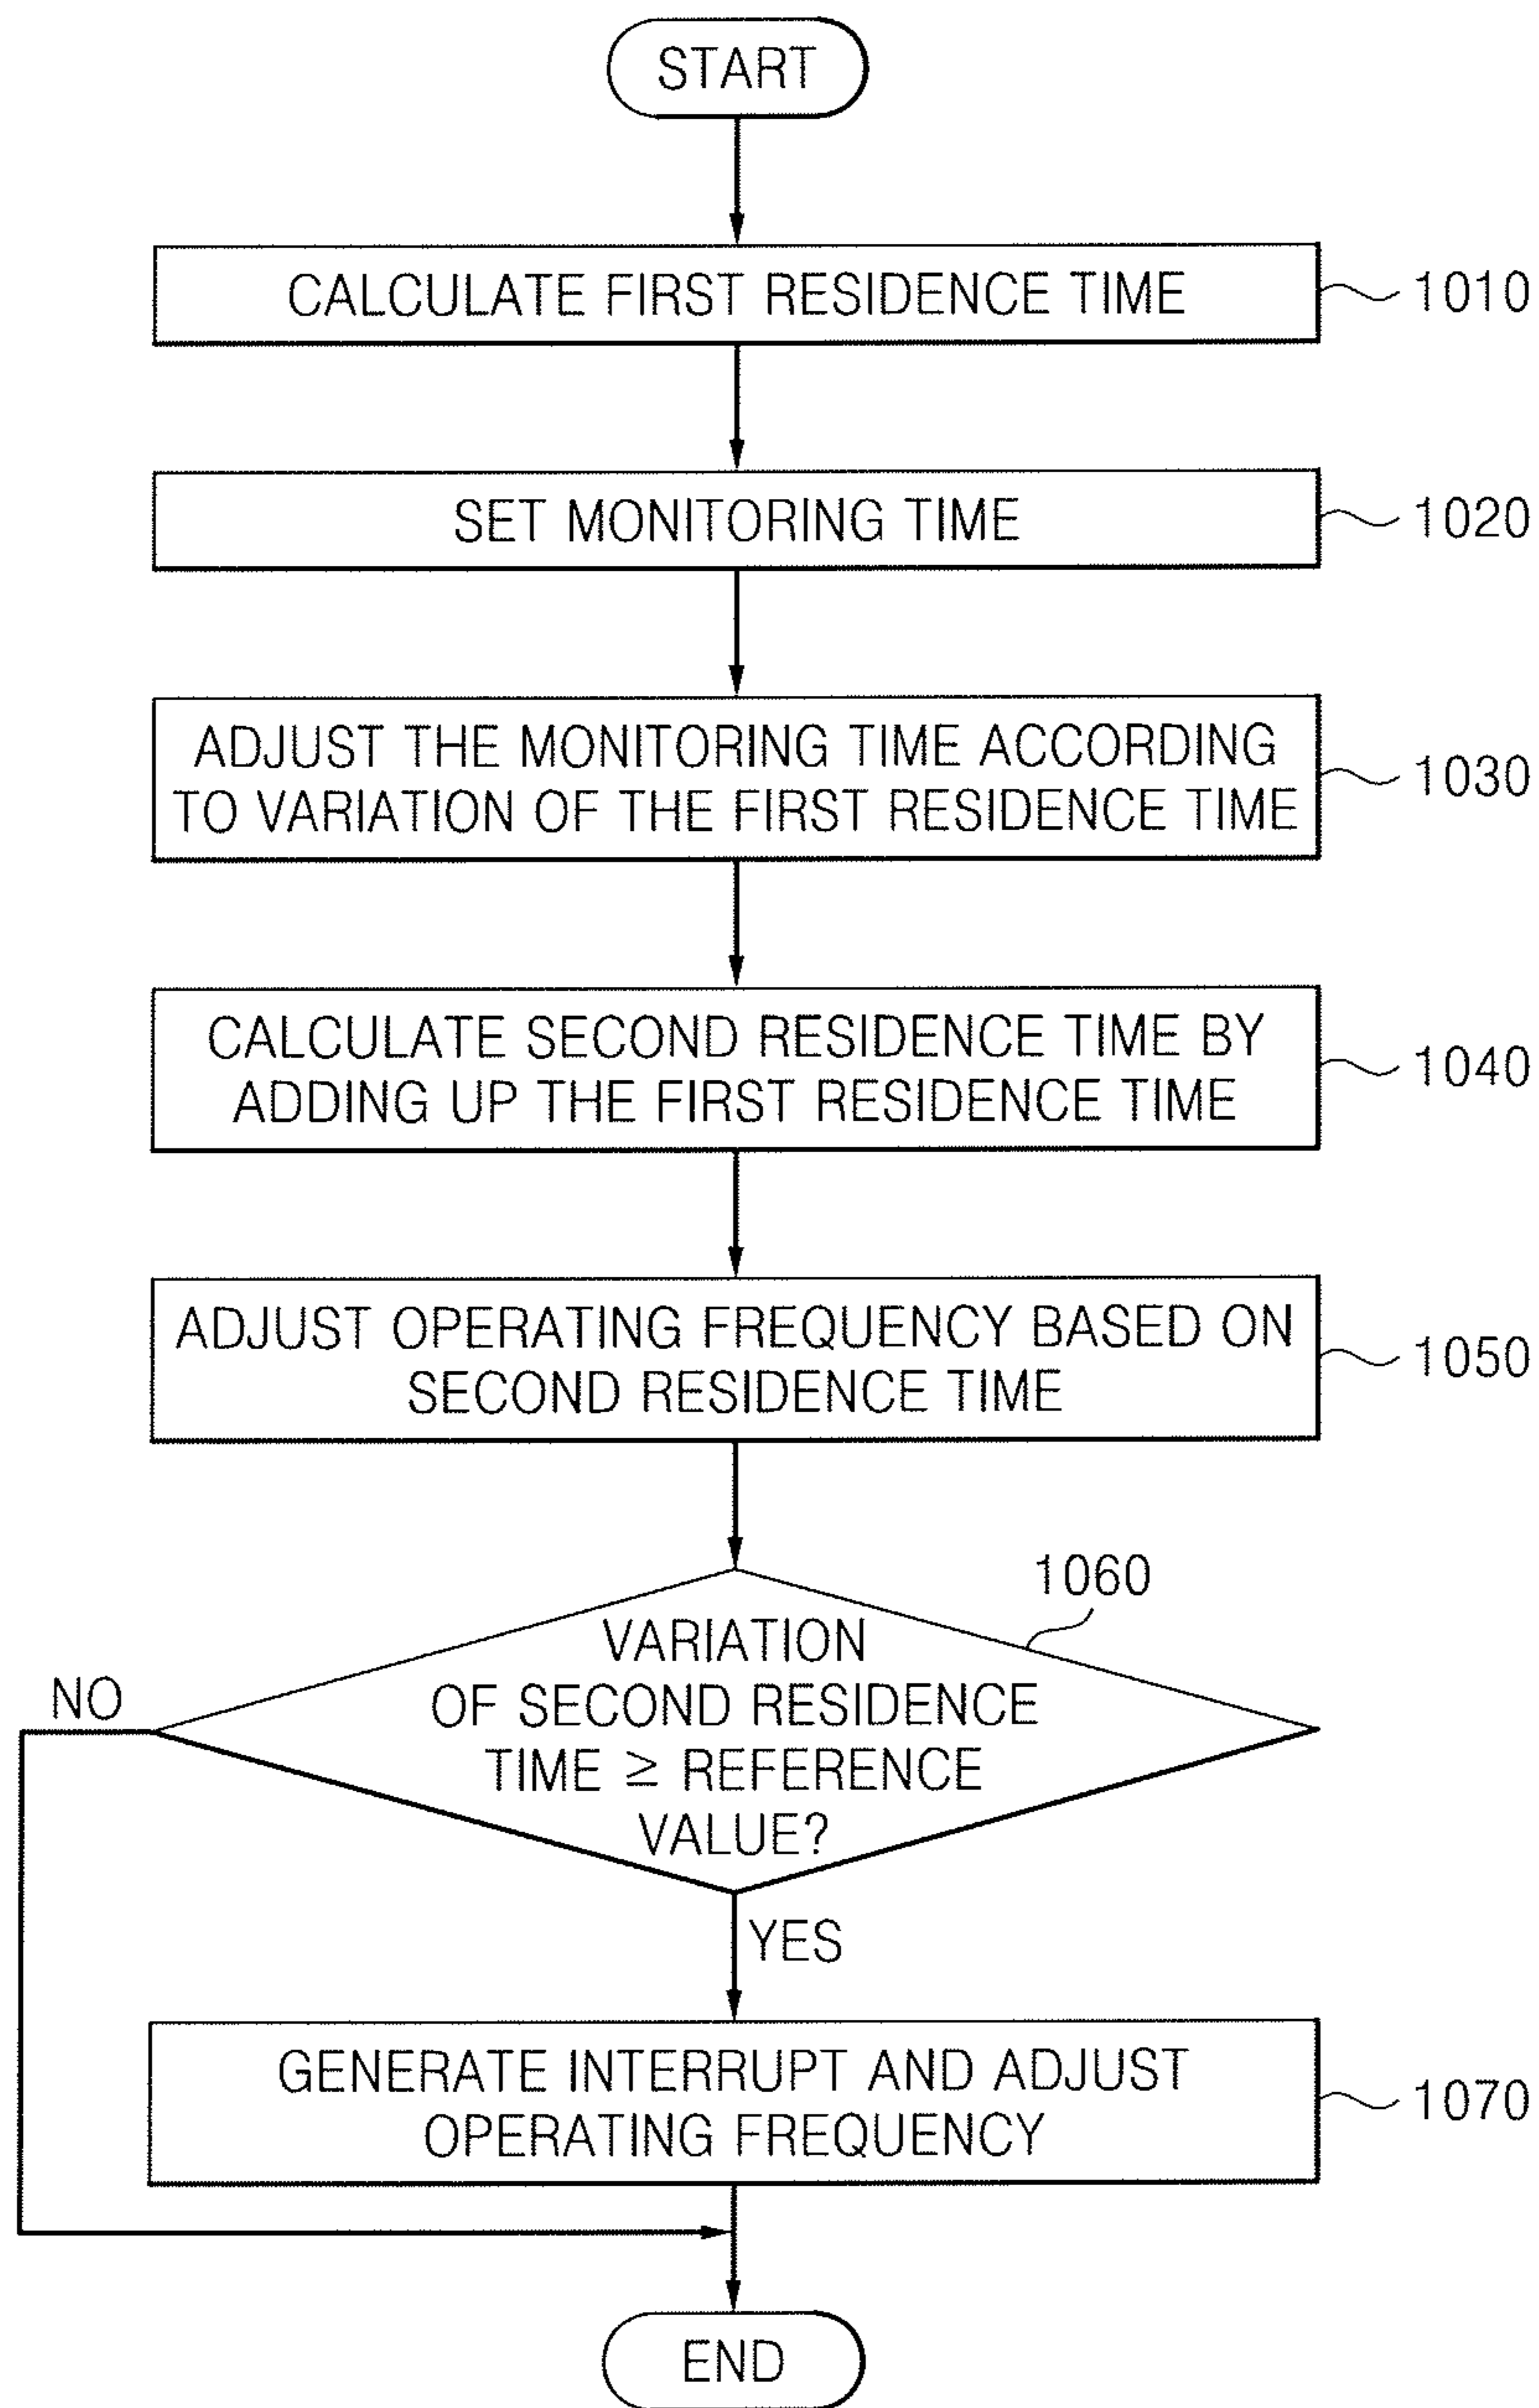 START
CALCULATE FIRST RESIDENCE TIME
1010
SET MONITORING TIME
1020
ADJUST THE MONITORING TIME ACCORDING
TO VARIATION OF THE FIRST RESIDENCE TIME
1030
CALCULATE SECOND RESIDENCE TIME BY
ADDING UP THE FIRST RESIDENCE TIME
1040
ADJUST OPERATING FREQUENCY BASED ON
SECOND RESIDENCE TIME
1050
1060
VARIATION
OF SECOND RESIDENCE
TIME ≥ REFERENCE
VALUE?
NO
YES
GENERATE INTERRUPT AND ADJUST
OPERATING FREQUENCY
1070
END